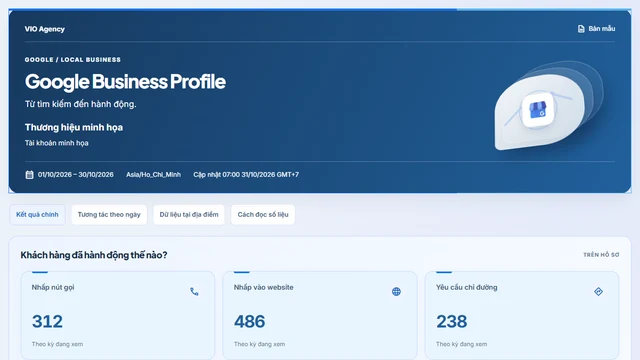 VIO Agency
Bản mẫu
GOOGLE / LOCAL BUSINESS
Google Business Profile
Từ tìm kiếm đến hành động.
Thương hiệu minh họa
Tài khoản minh họa
01/10/2026 – 30/10/2026 Asia/Ho_Chi_Minh Cập nhật 07:00 31/10/2026 GMT+7
Kết quả chính
Tương tác theo ngày
Dữ liệu tại địa điểm
Cách đọc số liệu
Khách hàng đã hành động thế nào?
TRÊN HỒ SƠ
Nhấp nút gọi
312
Theo kỳ đang xem
Nhấp vào website
486
Theo kỳ đang xem
Yêu cầu chỉ đường
238
Theo kỳ đang xem